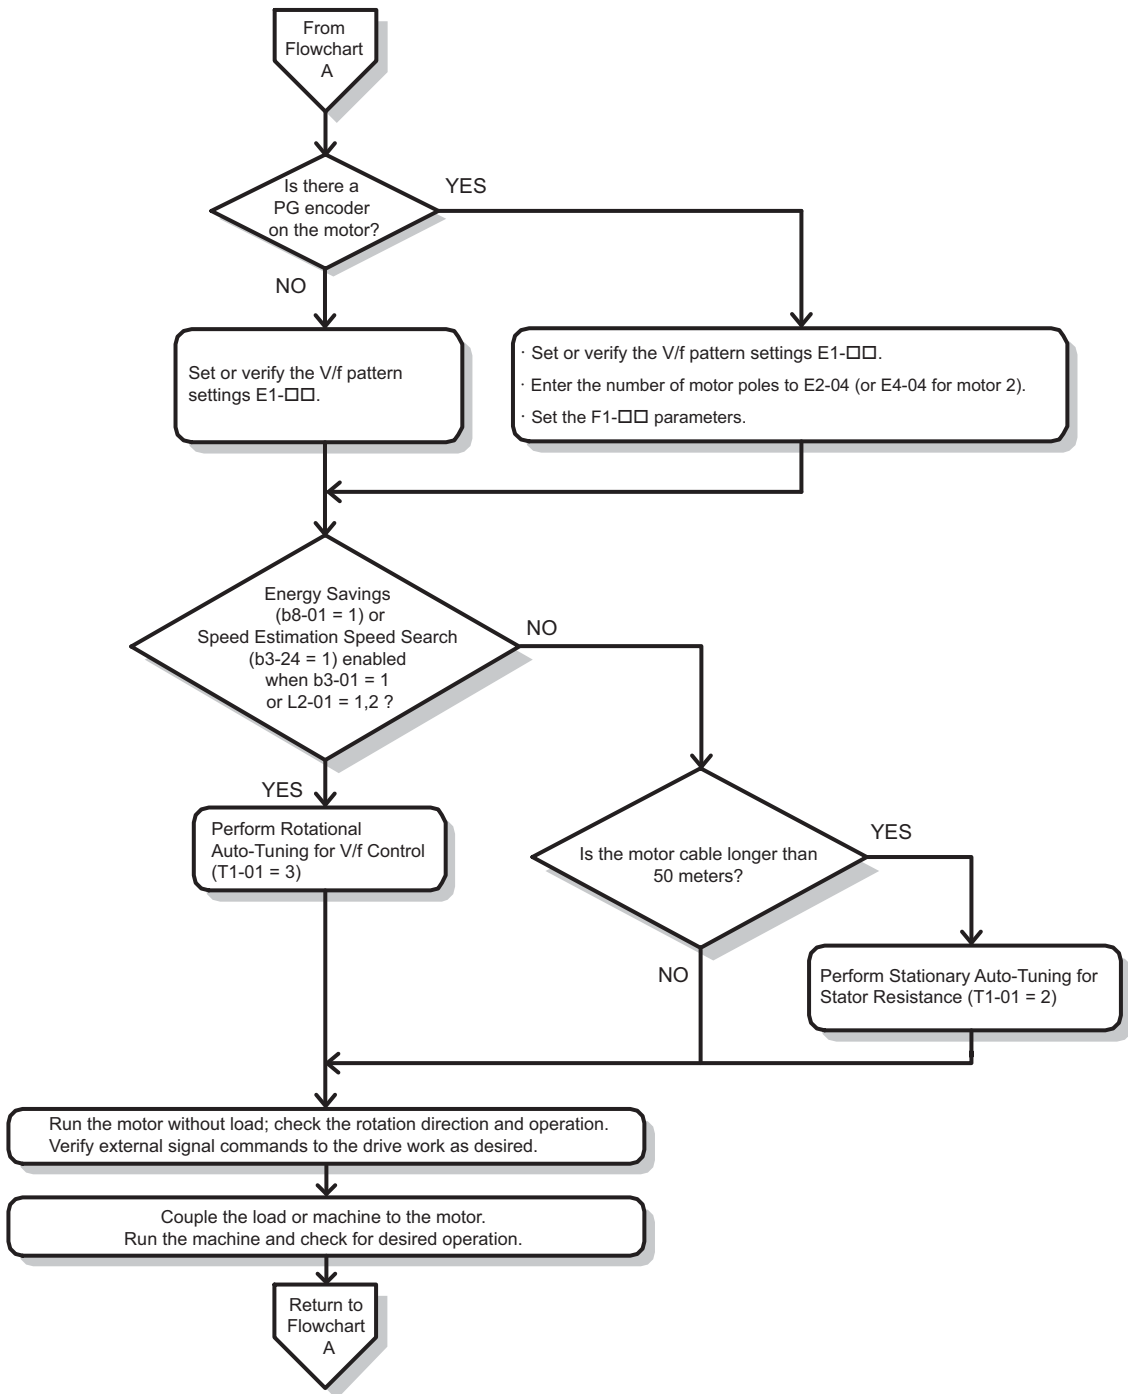 From
Flowchart
A
Is there a
PG encoder
on the motor?
YES
NO
Set or verify the V/f pattern
settings E1-□□.
· Set or verify the V/f pattern settings E1-□□.
· Enter the number of motor poles to E2-04 (or E4-04 for motor 2).
· Set the F1-□□ parameters.
Energy Savings
(b8-01 = 1) or
Speed Estimation Speed Search
(b3-24 = 1) enabled
when b3-01 = 1
or L2-01 = 1,2 ?
NO
YES
Perform Rotational
Auto-Tuning for V/f Control
(T1-01 = 3)
Is the motor cable longer than
50 meters?
YES
NO
Perform Stationary Auto-Tuning for
Stator Resistance (T1-01 = 2)
Run the motor without load; check the rotation direction and operation.
Verify external signal commands to the drive work as desired.
Couple the load or machine to the motor.
Run the machine and check for desired operation.
Return to
Flowchart
A